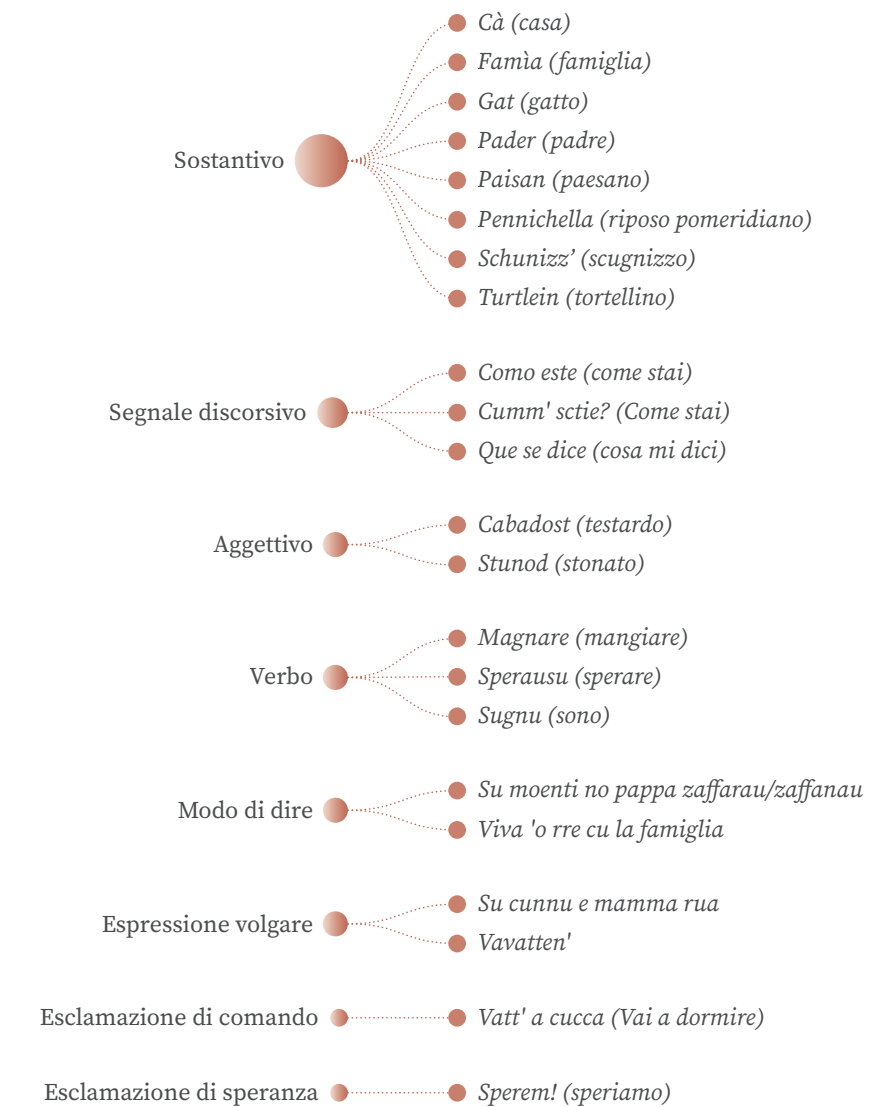 Sostantivo
Cà (casa)
Famìa (famiglia)
Gat (gatto)
Pader (padre)
Paisan (paesano)
Pennichella (riposo pomeridiano)
Schunizz’ (scugnizzo)
Turtlein (tortellino)
Segnale discorsivo
Como este (come stai)
Cumm' sctie? (Come stai)
Que se dice (cosa mi dici)
Aggettivo
Cabadost (testardo)
Stunod (stonato)
Verbo
Magnare (mangiare)
Sperausu (sperare)
Sugnu (sono)
Modo di dire
Su moenti no pappa zaffarau/zaffanau
Viva 'o rre cu la famiglia
Espressione volgare
Su cunnu e mamma rua
Vavatten'
Esclamazione di comando
Vatt' a cucca (Vai a dormire)
Esclamazione di speranza
Sperem! (speriamo)